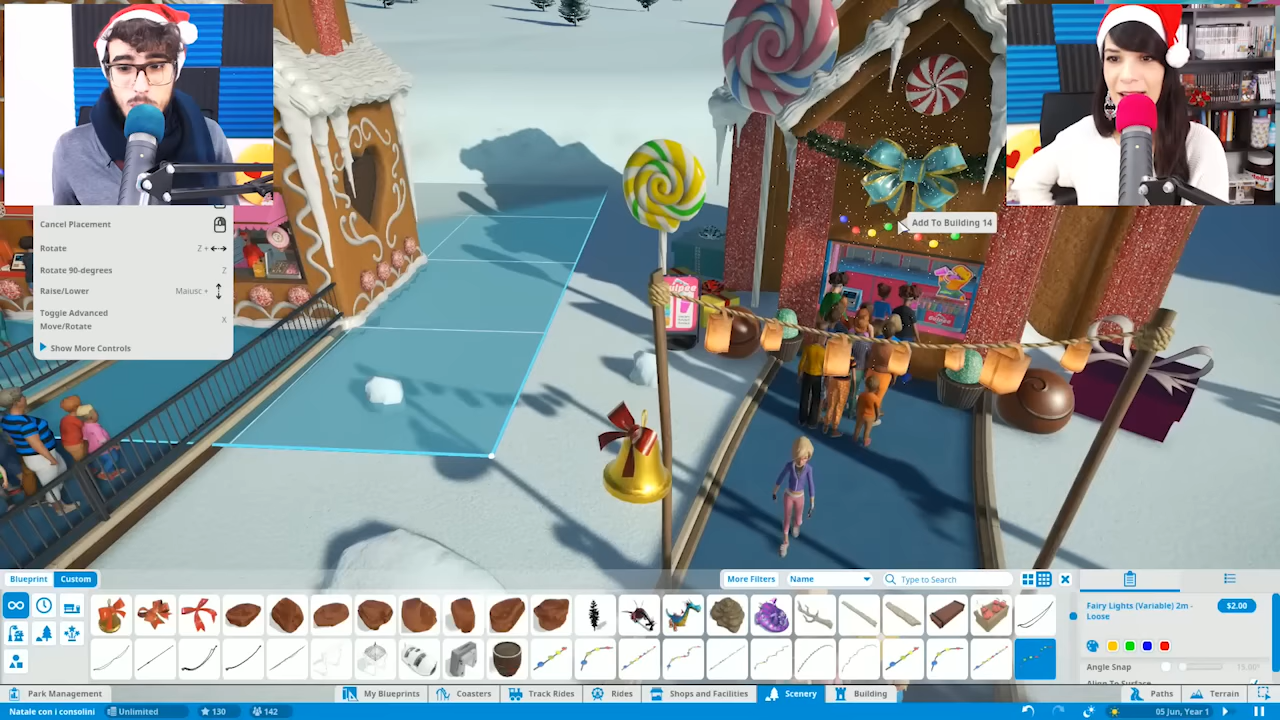 Cancel Placement
Rotate Z +
Rotate 90-degrees Z
Raise/Lower Maiusc +
Toggle Advanced Move/Rotate X
Show More Controls
Add To Building 14
Blueprint Custom
More Filters Name Type to Search
Fairy Lights (Variable) 2m - Loose $2.00
Angle Snap 15.00°
Park Management My Blueprints Coasters Track Rides Rides Shops and Facilities Scenery Building Paths Terrain
Natale con i consolini Unlimited 130 142 05 Jun, Year 1